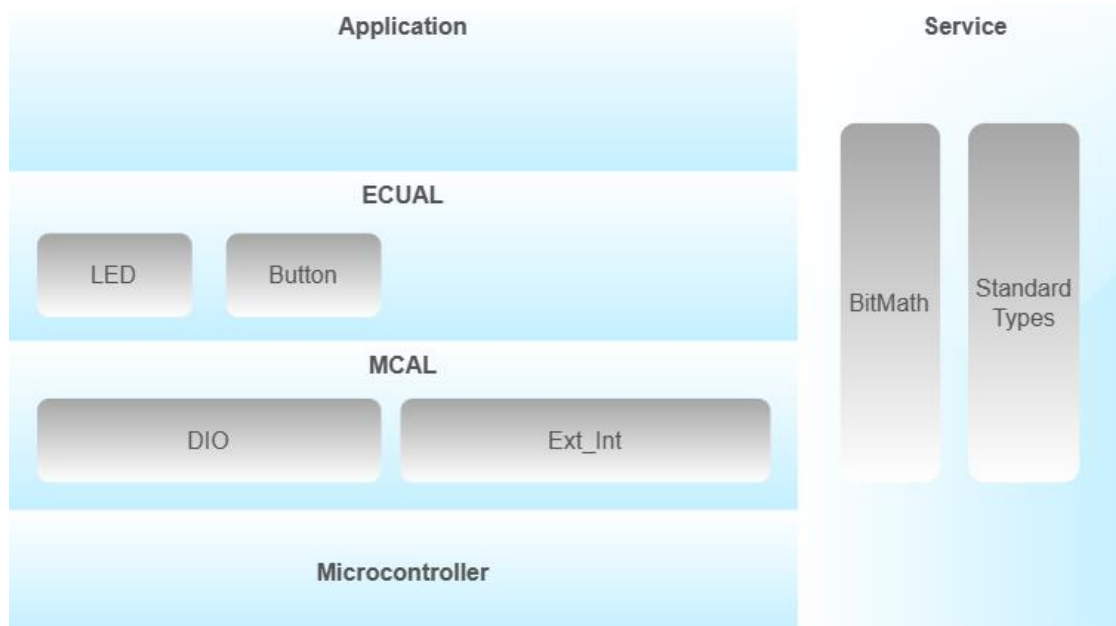 Application
Service
ECUAL
LED
Button
BitMath
Standard
Types
MCAL
DIO
Ext_Int
Microcontroller